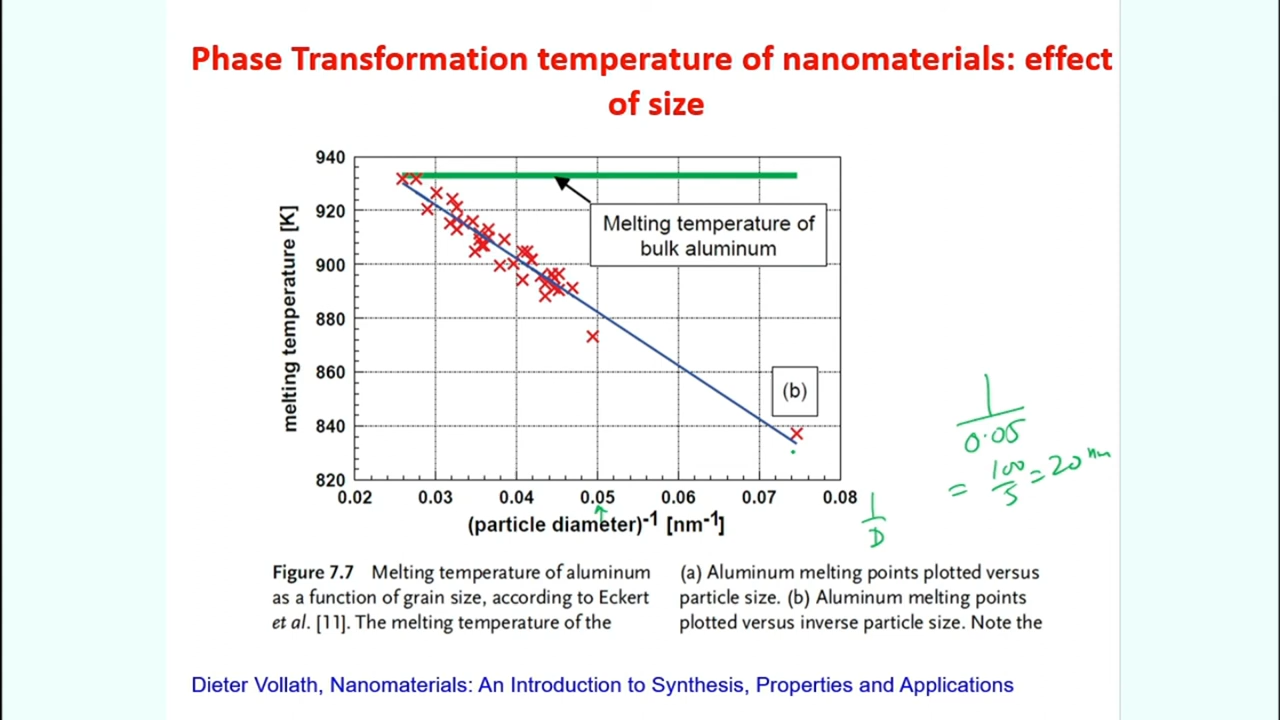 Phase Transformation temperature of nanomaterials: effect
of size
940
920
900
880
860
840
820
melting temperature [K]
Melting temperature of
bulk aluminum
(b)
0.02 0.03 0.04 0.05 0.06 0.07 0.08
(particle diameter)⁻¹ [nm⁻¹]
1
D
1
0.05
= 100
5
= 20 nm
Figure 7.7 Melting temperature of aluminum
as a function of grain size, according to Eckert
et al. [11]. The melting temperature of the
(a) Aluminum melting points plotted versus
particle size. (b) Aluminum melting points
plotted versus inverse particle size. Note the
Dieter Vollath, Nanomaterials: An Introduction to Synthesis, Properties and Applications